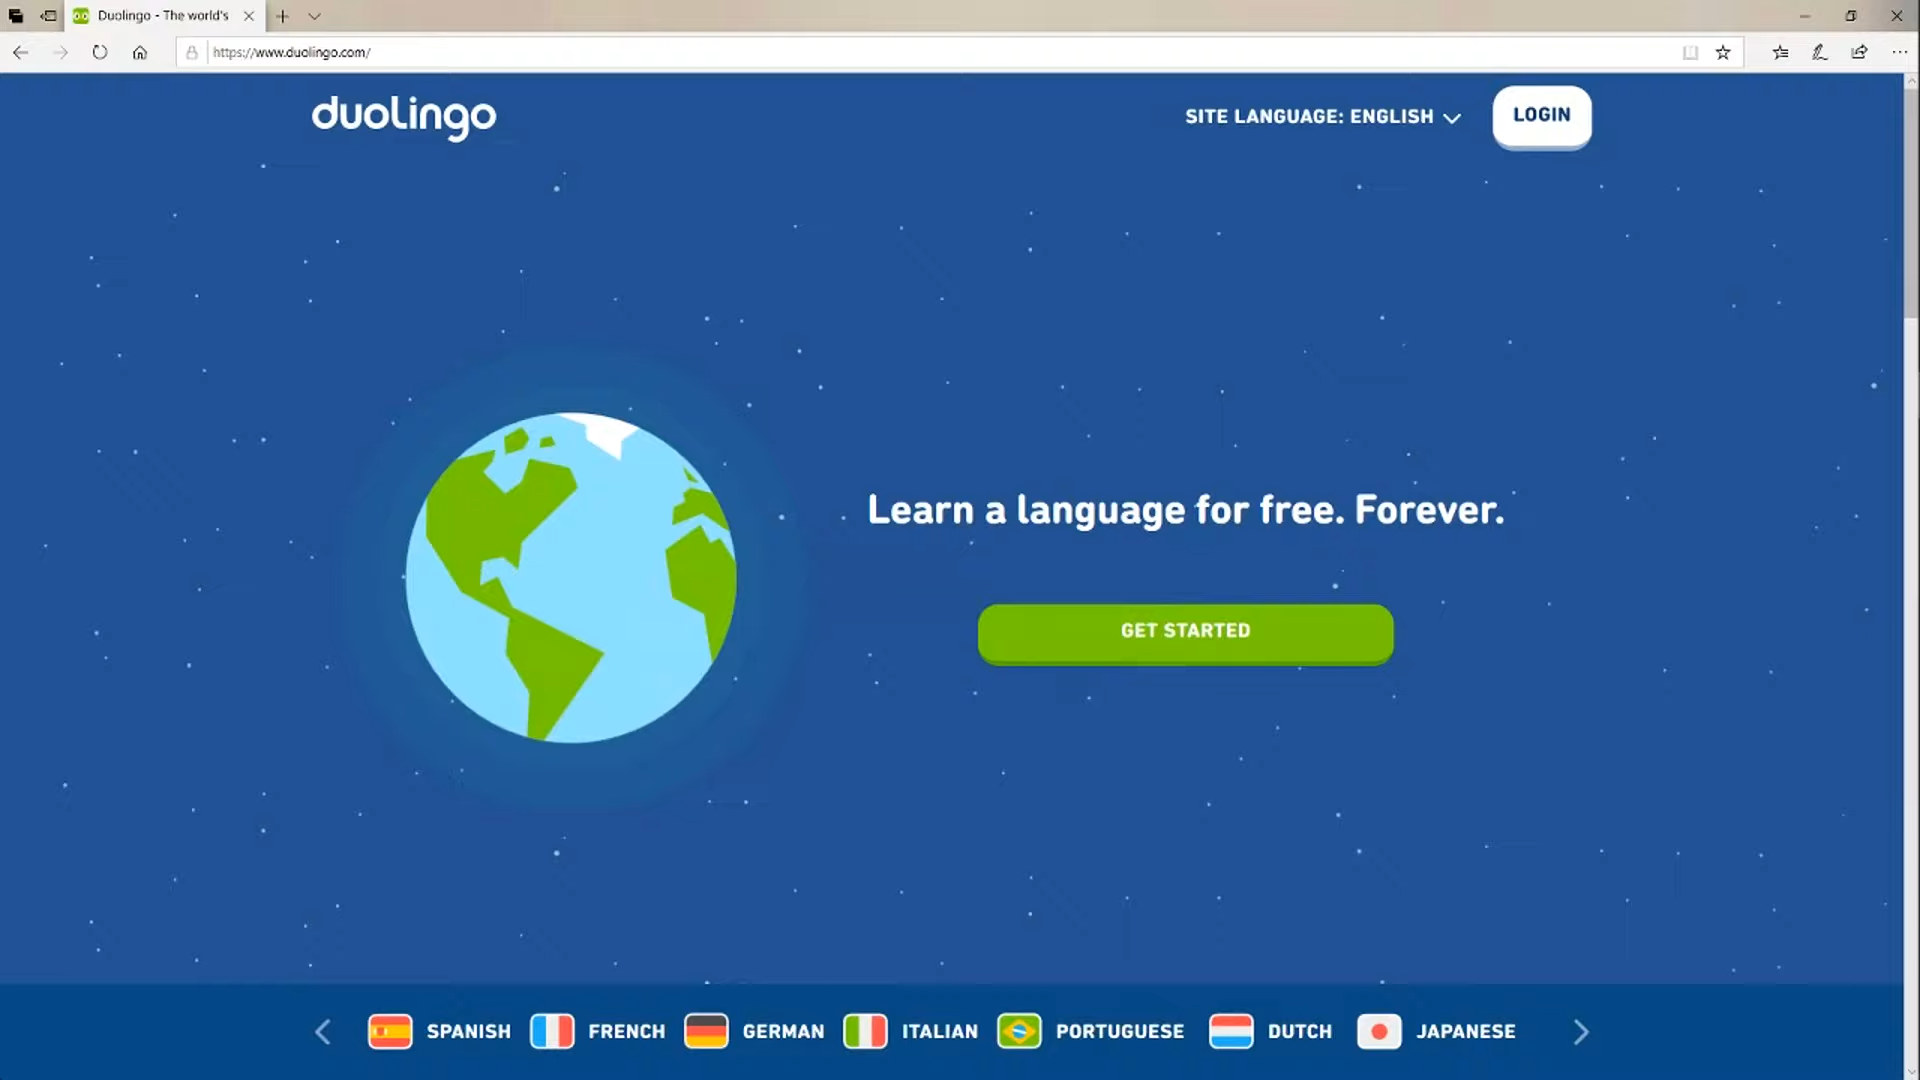 Duolingo - The world's
https://www.duolingo.com/
duolingo
SITE LANGUAGE: ENGLISH
LOGIN
Learn a language for free. Forever.
GET STARTED
SPANISH FRENCH GERMAN ITALIAN PORTUGUESE DUTCH JAPANESE